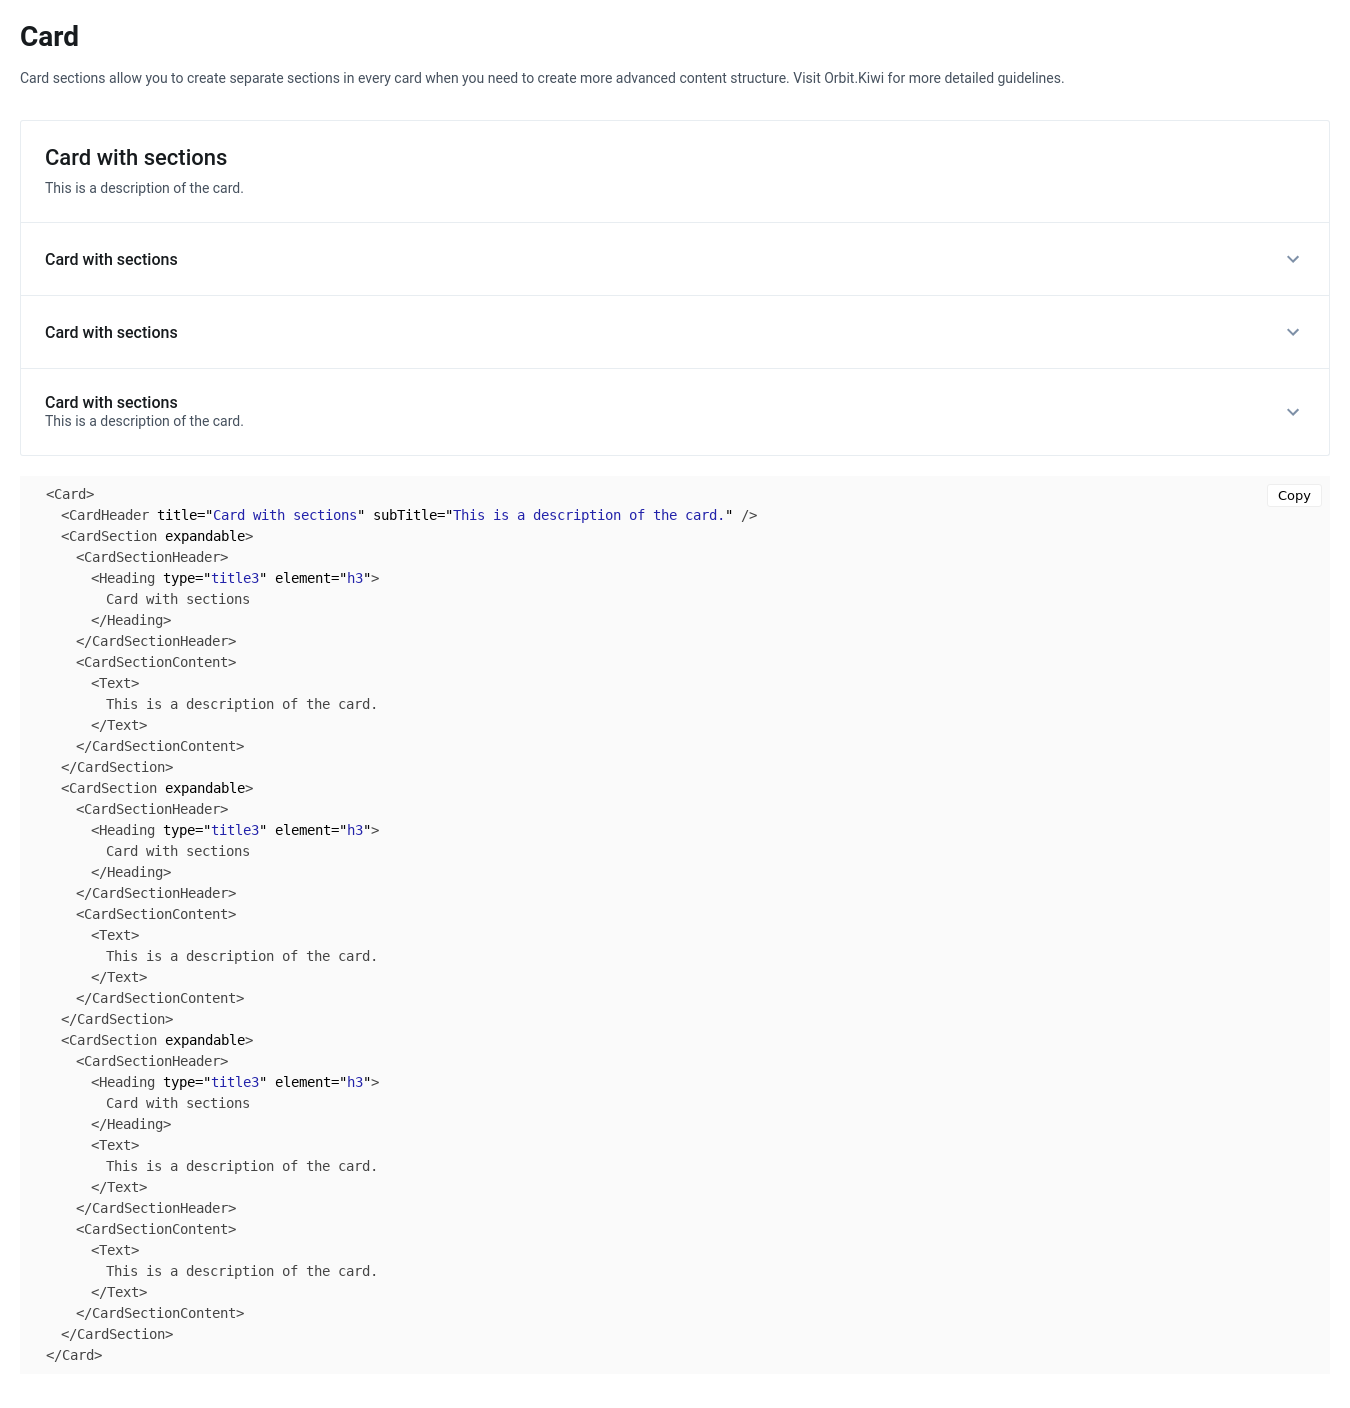 Card
Card sections allow you to create separate sections in every card when you need to create more advanced content structure. Visit Orbit.Kiwi for more detailed guidelines.
Card with sections
This is a description of the card.
Card with sections
Card with sections
Card with sections
This is a description of the card.
Copy
<Card>
<CardHeader title="Card with sections" subTitle="This is a description of the card." />
<CardSection expandable>
<CardSectionHeader>
<Heading type="title3" element="h3">
Card with sections
</Heading>
</CardSectionHeader>
<CardSectionContent>
<Text>
This is a description of the card.
</Text>
</CardSectionContent>
</CardSection>
<CardSection expandable>
<CardSectionHeader>
<Heading type="title3" element="h3">
Card with sections
</Heading>
</CardSectionHeader>
<CardSectionContent>
<Text>
This is a description of the card.
</Text>
</CardSectionContent>
</CardSection>
<CardSection expandable>
<CardSectionHeader>
<Heading type="title3" element="h3">
Card with sections
</Heading>
<Text>
This is a description of the card.
</Text>
</CardSectionHeader>
<CardSectionContent>
<Text>
This is a description of the card.
</Text>
</CardSectionContent>
</CardSection>
</Card>